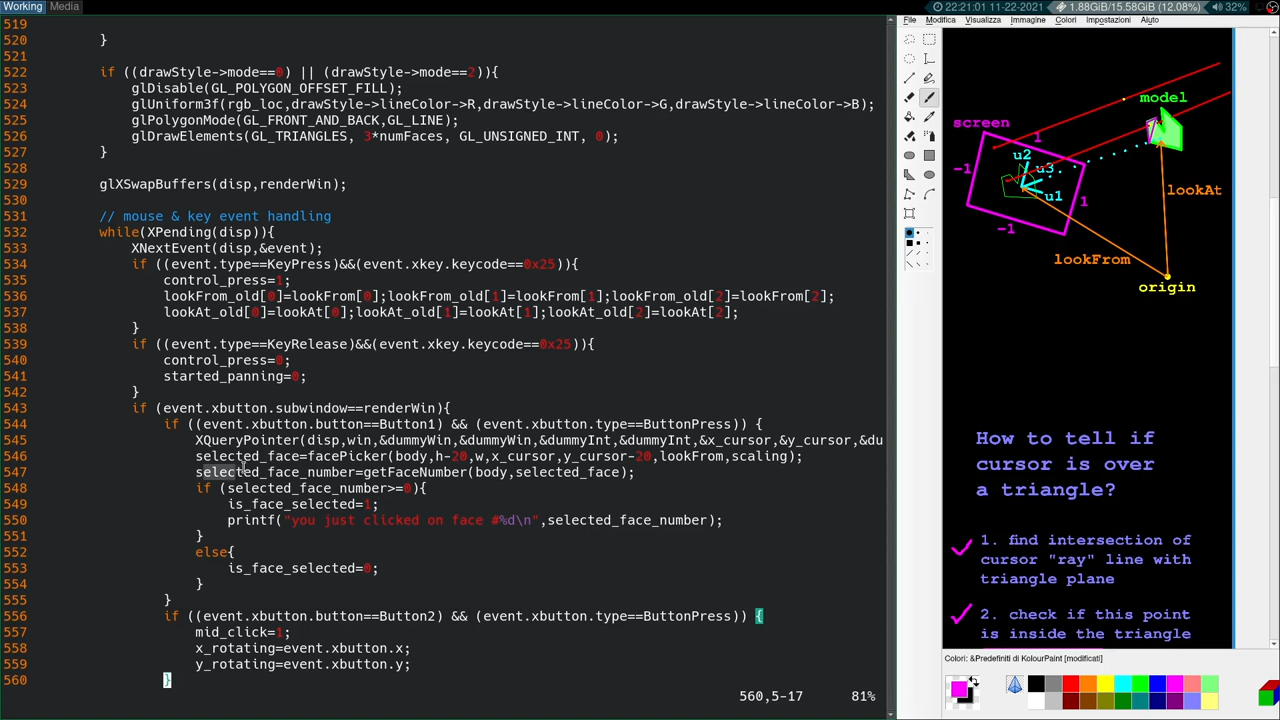 Working Media
22:21:01 11-22-2021 1.88GiB/15.58GiB (12.08%) 32%
519
520 }
521
522 if ((drawStyle->mode==0) || (drawStyle->mode==2)){
523 glDisable(GL_POLYGON_OFFSET_FILL);
524 glUniform3f(rgb_loc,drawStyle->lineColor->R,drawStyle->lineColor->G,drawStyle->lineColor->B);
525 glPolygonMode(GL_FRONT_AND_BACK,GL_LINE);
526 glDrawElements(GL_TRIANGLES, 3*numFaces, GL_UNSIGNED_INT, 0);
527 }
528
529 glXSwapBuffers(disp,renderWin);
530
531 // mouse & key event handling
532 while(XPending(disp)){
533 XNextEvent(disp,&event);
534 if ((event.type==KeyPress)&&(event.xkey.keycode==0x25)){
535 control_press=1;
536 lookFrom_old[0]=lookFrom[0];lookFrom_old[1]=lookFrom[1];lookFrom_old[2]=lookFrom[2];
537 lookAt_old[0]=lookAt[0];lookAt_old[1]=lookAt[1];lookAt_old[2]=lookAt[2];
538 }
539 if ((event.type==KeyRelease)&&(event.xkey.keycode==0x25)){
540 control_press=0;
541 started_panning=0;
542 }
543 if (event.xbutton.subwindow==renderWin){
544 if ((event.xbutton.button==Button1) && (event.xbutton.type==ButtonPress)) {
545 XQueryPointer(disp,win,&dummyWin,&dummyWin,&dummyInt,&dummyInt,&x_cursor,&y_cursor,&du
546 selected_face=facePicker(body,h-20,w,x_cursor,y_cursor-20,lookFrom,scaling);
547 selected_face_number=getFaceNumber(body,selected_face);
548 if (selected_face_number>=0){
549 is_face_selected=1;
550 printf("you just clicked on face #%d\n",selected_face_number);
551 }
552 else{
553 is_face_selected=0;
554 }
555 }
556 if ((event.xbutton.button==Button2) && (event.xbutton.type==ButtonPress)) {
557 mid_click=1;
558 x_rotating=event.xbutton.x;
559 y_rotating=event.xbutton.y;
560 }
560,5-17 81%
File Modifica Visualizza Immagine Colori Impostazioni Aiuto
model
screen
1
u2
-1
u3.
lookAt
u1
1
-1
lookFrom
origin
How to tell if
cursor is over
a triangle?
1. find intersection of
cursor "ray" line with
triangle plane
2. check if this point
is inside the triangle
Colori: &Predefiniti di KolourPaint [modificati]